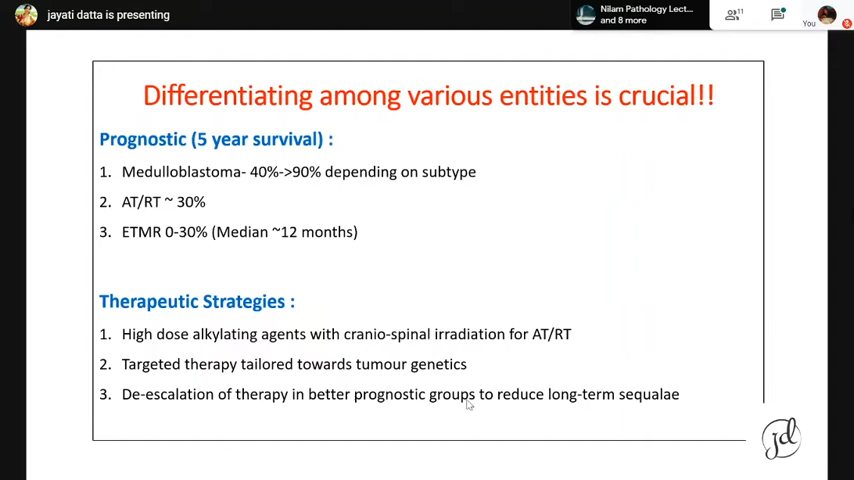 jayati datta is presenting
Nilam Pathology Lect...
and 8 more
11
You
Differentiating among various entities is crucial!!
Prognostic (5 year survival) :
1. Medulloblastoma- 40%->90% depending on subtype
2. AT/RT ~ 30%
3. ETMR 0-30% (Median ~12 months)
Therapeutic Strategies :
1. High dose alkylating agents with cranio-spinal irradiation for AT/RT
2. Targeted therapy tailored towards tumour genetics
3. De-escalation of therapy in better prognostic groups to reduce long-term sequalae
jd